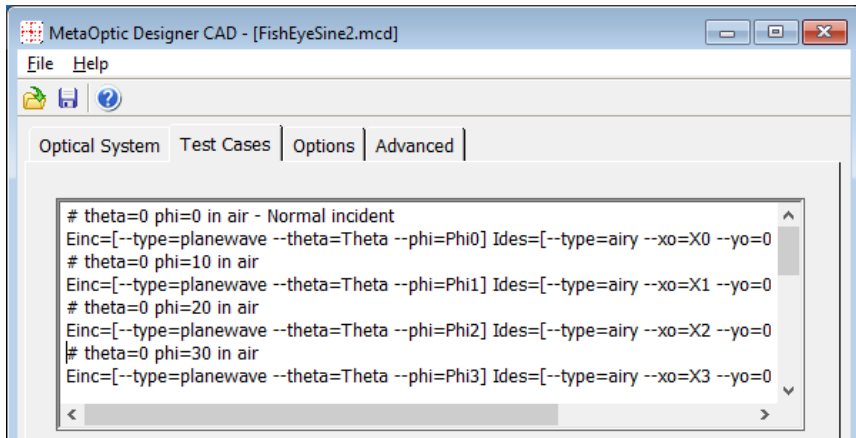 MetaOptic Designer CAD - [FishEyeSine2.mcd]
File Help
Optical System Test Cases Options Advanced
# theta=0 phi=0 in air - Normal incident
Einc=[--type=planewave --theta=Theta --phi=Phi0] Ides=[--type=airy --xo=X0 --yo=0
# theta=0 phi=10 in air
Einc=[--type=planewave --theta=Theta --phi=Phi1] Ides=[--type=airy --xo=X1 --yo=0
# theta=0 phi=20 in air
Einc=[--type=planewave --theta=Theta --phi=Phi2] Ides=[--type=airy --xo=X2 --yo=0
# theta=0 phi=30 in air
Einc=[--type=planewave --theta=Theta --phi=Phi3] Ides=[--type=airy --xo=X3 --yo=0